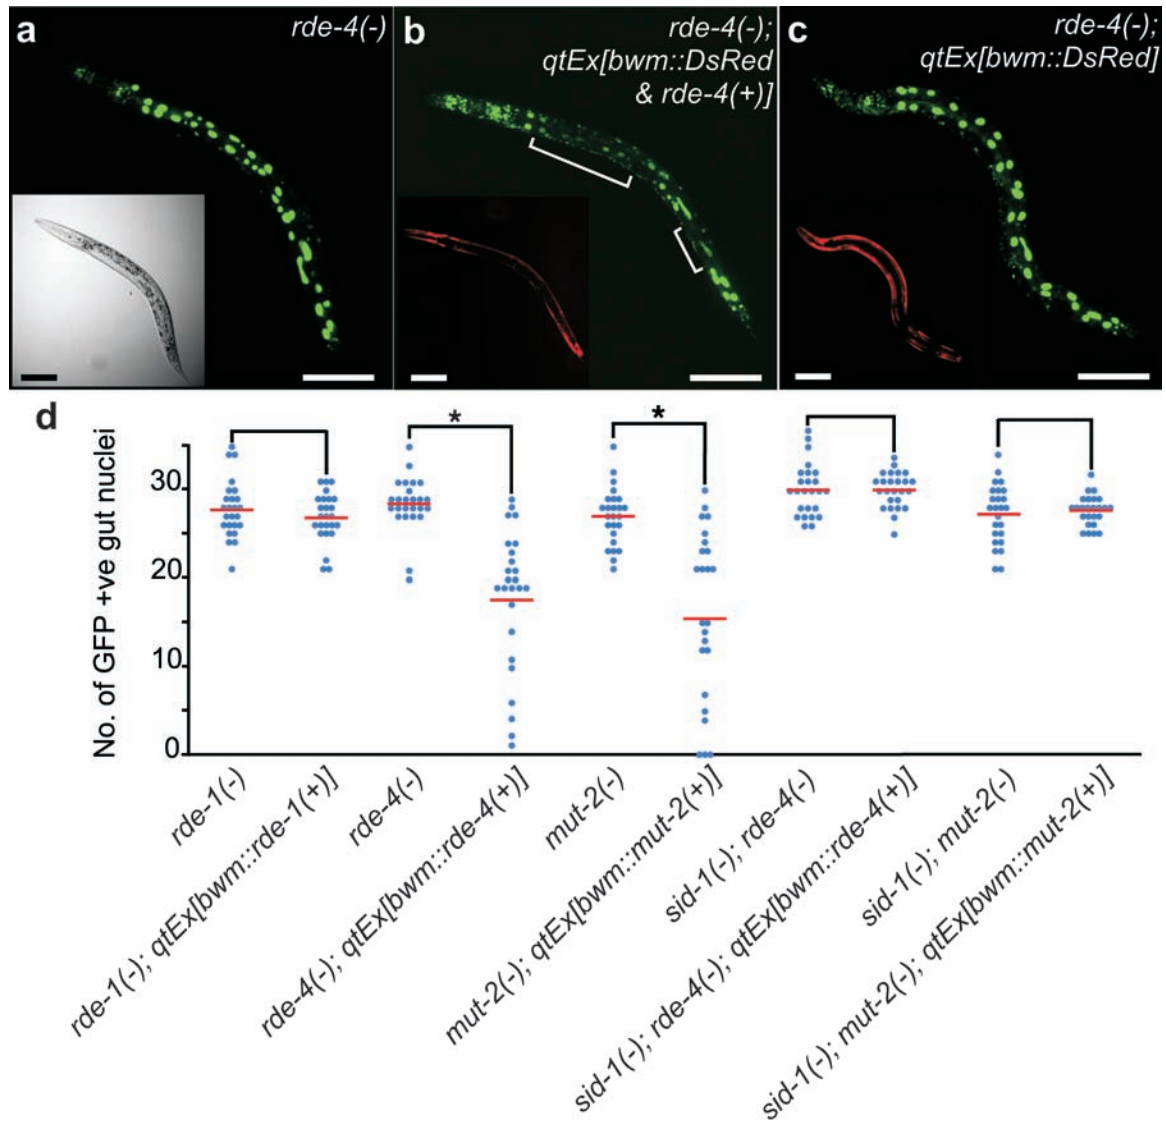 a
rde-4(-)
b
rde-4(-);
qtEx[bwm::DsRed
& rde-4(+)]
c
rde-4(-);
qtEx[bwm::DsRed]
d
No. of GFP +ve gut nuclei
30
20
10
0
*
*
rde-1(-)
rde-1(-); qtEx[bwm::rde-1(+)]
rde-4(-)
rde-4(-); qtEx[bwm::rde-4(+)]
mut-2(-)
mut-2(-); qtEx[bwm::mut-2(+)]
sid-1(-); rde-4(-)
sid-1(-); rde-4(-); qtEx[bwm::rde-4(+)]
sid-1(-); mut-2(-)
sid-1(-); mut-2(-); qtEx[bwm::mut-2(+)]